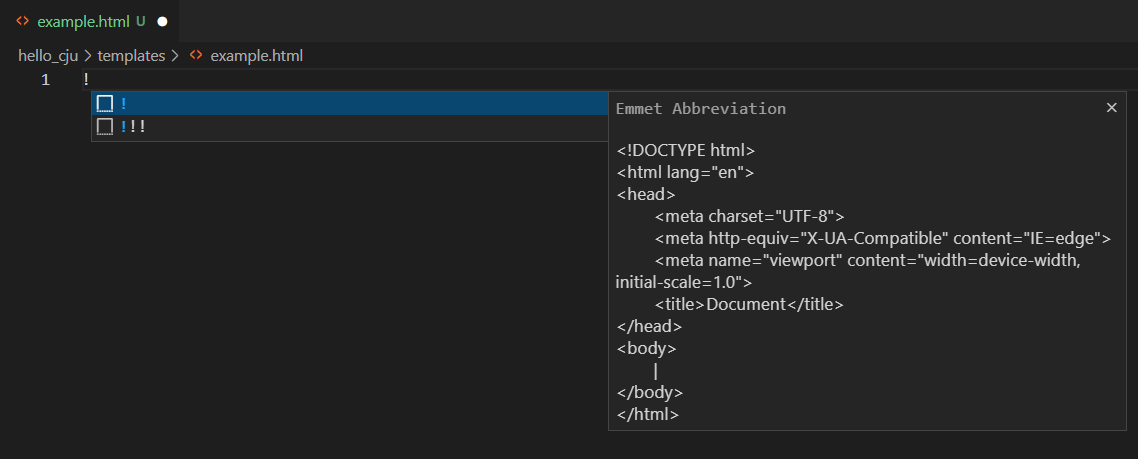 example.html U
hello_cju > templates > example.html
1 !
!
!!!
Emmet Abbreviation
<!DOCTYPE html>
<html lang="en">
<head>
<meta charset="UTF-8">
<meta http-equiv="X-UA-Compatible" content="IE=edge">
<meta name="viewport" content="width=device-width,
initial-scale=1.0">
<title>Document</title>
</head>
<body>
|
</body>
</html>